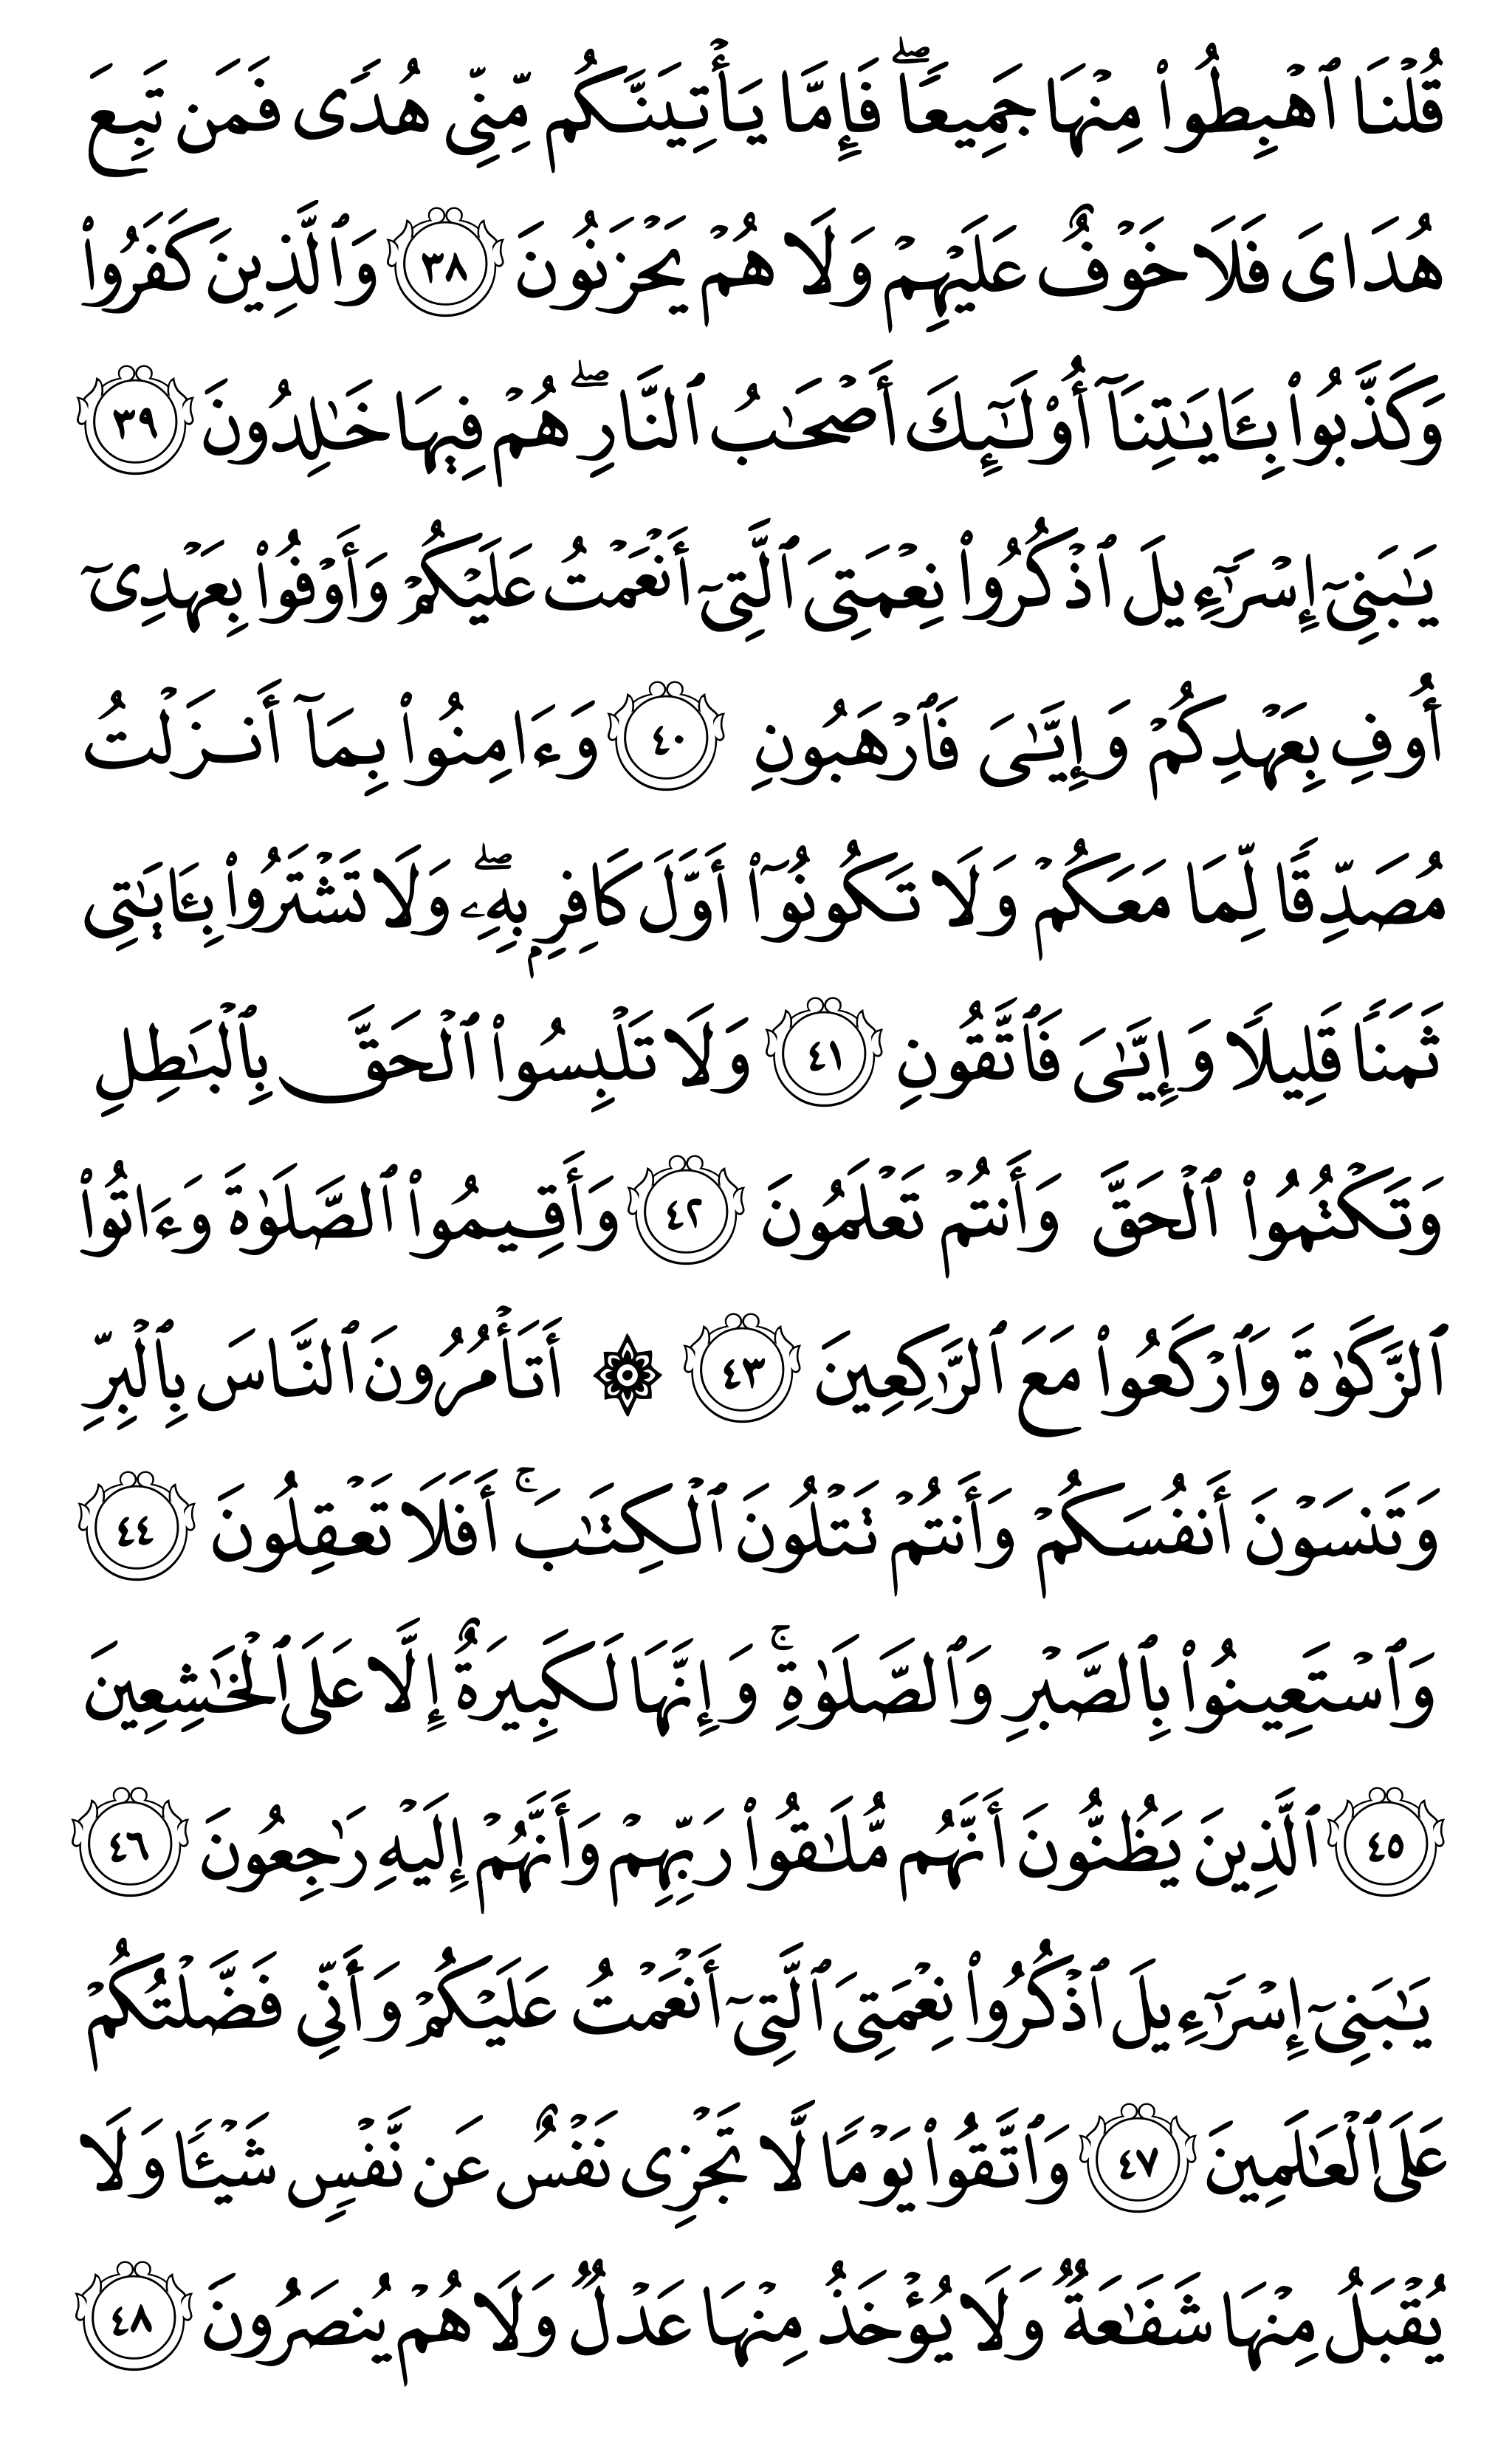 قُلْنَا ٱهْبِطُوا۟ مِنْهَا جَمِيعًۭا ۖ فَإِمَّا يَأْتِيَنَّكُم مِّنِّى هُدًۭى فَمَن تَبِعَ
هُدَاىَ فَلَا خَوْفٌ عَلَيْهِمْ وَلَا هُمْ يَحْزَنُونَ ٣٨ وَٱلَّذِينَ كَفَرُوا۟
وَكَذَّبُوا۟ بِـَٔايَـٰتِنَآ أُو۟لَـٰٓئِكَ أَصْحَـٰبُ ٱلنَّارِ ۖ هُمْ فِيهَا خَـٰلِدُونَ ٣٩
يَـٰبَنِىٓ إِسْرَٰٓءِيلَ ٱذْكُرُوا۟ نِعْمَتِىَ ٱلَّتِىٓ أَنْعَمْتُ عَلَيْكُمْ وَأَوْفُوا۟ بِعَهْدِىٓ
أُوفِ بِعَهْدِكُمْ وَإِيَّـٰىَ فَٱرْهَبُونِ ٤٠ وَءَامِنُوا۟ بِمَآ أَنزَلْتُ
مُصَدِّقًۭا لِّمَا مَعَكُمْ وَلَا تَكُونُوٓا۟ أَوَّلَ كَافِرٍۭ بِهِۦ ۖ وَلَا تَشْتَرُوا۟ بِـَٔايَـٰتِى
ثَمَنًۭا قَلِيلًۭا وَإِيَّـٰىَ فَٱتَّقُونِ ٤١ وَلَا تَلْبِسُوا۟ ٱلْحَقَّ بِٱلْبَـٰطِلِ
وَتَكْتُمُوا۟ ٱلْحَقَّ وَأَنتُمْ تَعْلَمُونَ ٤٢ وَأَقِيمُوا۟ ٱلصَّلَوٰةَ وَءَاتُوا۟
ٱلزَّكَوٰةَ وَٱرْكَعُوا۟ مَعَ ٱلرَّٰكِعِينَ ٤٣ ۞ أَتَأْمُرُونَ ٱلنَّاسَ بِٱلْبِرِّ
وَتَنسَوْنَ أَنفُسَكُمْ وَأَنتُمْ تَتْلُونَ ٱلْكِتَـٰبَ ۚ أَفَلَا تَعْقِلُونَ ٤٤
وَٱسْتَعِينُوا۟ بِٱلصَّبْرِ وَٱلصَّلَوٰةِ ۚ وَإِنَّهَا لَكَبِيرَةٌ إِلَّا عَلَى ٱلْخَـٰشِعِينَ
٤٥ ٱلَّذِينَ يَظُنُّونَ أَنَّهُم مُّلَـٰقُوا۟ رَبِّهِمْ وَأَنَّهُمْ إِلَيْهِ رَٰجِعُونَ ٤٦
يَـٰبَنِىٓ إِسْرَٰٓءِيلَ ٱذْكُرُوا۟ نِعْمَتِىَ ٱلَّتِىٓ أَنْعَمْتُ عَلَيْكُمْ وَأَنِّى فَضَّلْتُكُمْ
عَلَى ٱلْعَـٰلَمِينَ ٤٧ وَٱتَّقُوا۟ يَوْمًۭا لَّا تَجْزِى نَفْسٌ عَن نَّفْسٍۢ شَيْـًۭٔا وَلَا
يُقْبَلُ مِنْهَا شَفَـٰعَةٌۭ وَلَا يُؤْخَذُ مِنْهَا عَدْلٌۭ وَلَا هُمْ يُنصَرُونَ ٤٨